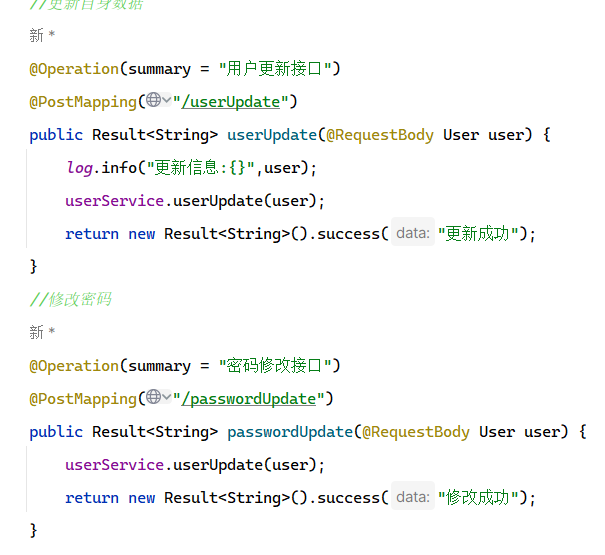 //更新自身数据
新 *
@Operation(summary = "用户更新接口")
@PostMapping("/userUpdate")
public Result<String> userUpdate(@RequestBody User user) {
log.info("更新信息:{}",user);
userService.userUpdate(user);
return new Result<String>().success( data: "更新成功");
}
//修改密码
新 *
@Operation(summary = "密码修改接口")
@PostMapping("/passwordUpdate")
public Result<String> passwordUpdate(@RequestBody User user) {
userService.userUpdate(user);
return new Result<String>().success( data: "修改成功");
}